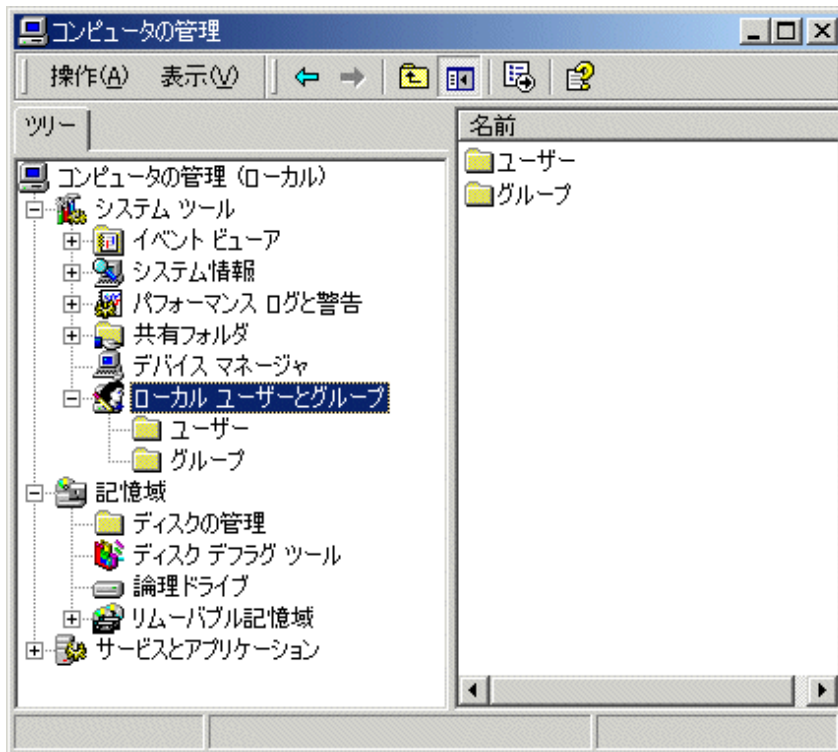 コンピュータの管理
操作(A) 表示(V)
ツリー
コンピュータの管理 (ローカル)
システム ツール
イベント ビューア
システム情報
パフォーマンス ログと警告
共有フォルダ
デバイス マネージャ
ローカル ユーザーとグループ
ユーザー
グループ
記憶域
ディスクの管理
ディスク デフラグ ツール
論理ドライブ
リムーバブル記憶域
サービスとアプリケーション
名前
ユーザー
グループ